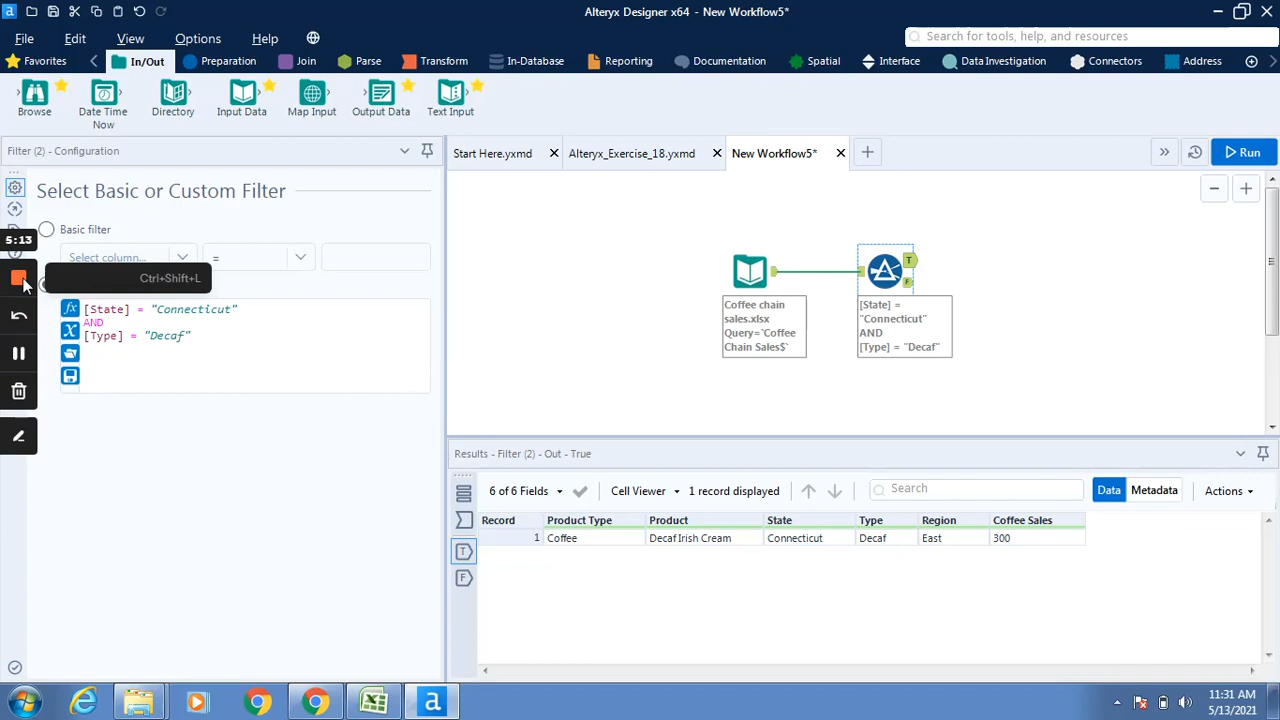 Alteryx Designer x64 - New Workflow5*
File Edit View Options Help
Search for tools, help, and resources
Favorites In/Out Preparation Join Parse Transform In-Database Reporting Documentation Spatial Interface Data Investigation Connectors Address
Browse Date Time Now Directory Input Data Map Input Output Data Text Input
Filter (2) - Configuration
Start Here.yxmd Alteryx_Exercise_18.yxmd New Workflow5*
Run
Select Basic or Custom Filter
Basic filter
Select column... =
5:13
Ctrl+Shift+L
[State] = "Connecticut"
AND
[Type] = "Decaf"
T
F
Coffee chain
sales.xlsx
Query=`Coffee
Chain Sales$`
[State] =
"Connecticut"
AND
[Type] = "Decaf"
Results - Filter (2) - Out - True
6 of 6 Fields Cell Viewer 1 record displayed Search Data Metadata Actions
Record Product Type Product State Type Region Coffee Sales
1 Coffee Decaf Irish Cream Connecticut Decaf East 300
T
F
11:31 AM
5/13/2021